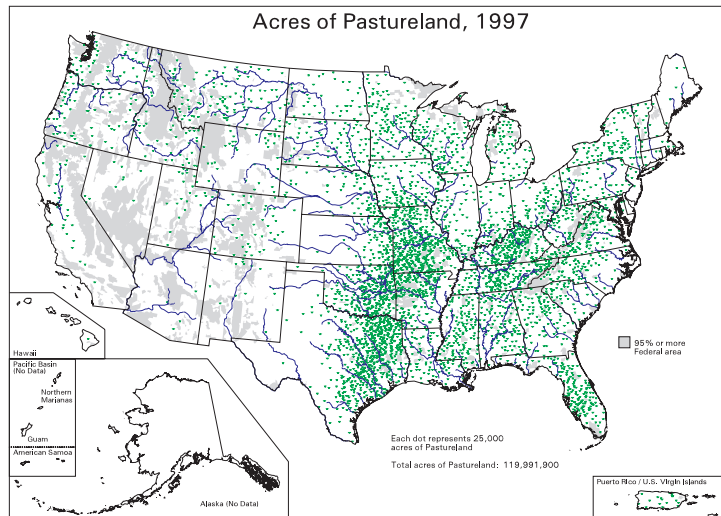 Acres of Pastureland, 1997
95% or more
Federal area
Hawaii
Pacific Basin
(No Data)
Northern
Marianas
Guam
American Samoa
Alaska (No Data)
Each dot represents 25,000
acres of Pastureland
Total acres of Pastureland: 119,991,900
Puerto Rico / U.S. Virgin Islands